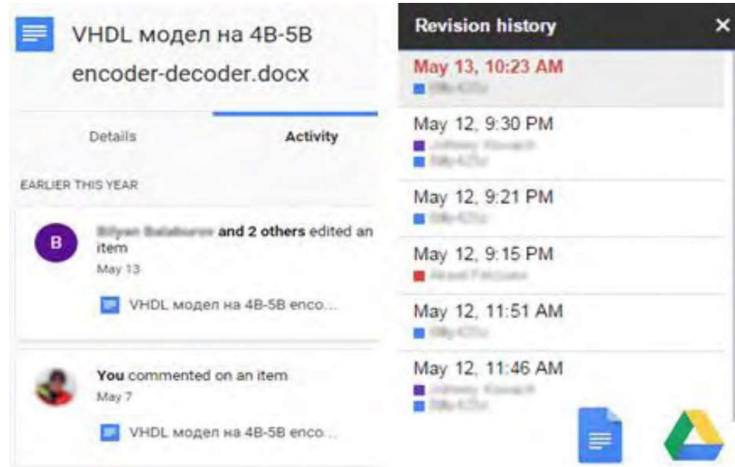 VHDL модел на 4B-5B
encoder-decoder.docx
Details
Activity
EARLIER THIS YEAR
B
and 2 others edited an
item
May 13
VHDL модел на 4B-5B enco...
You commented on an item
May 7
VHDL модел на 4B-5B enco...
Revision history ×
May 13, 10:23 AM
May 12, 9:30 PM
May 12, 9:21 PM
May 12, 9:15 PM
May 12, 11:51 AM
May 12, 11:46 AM